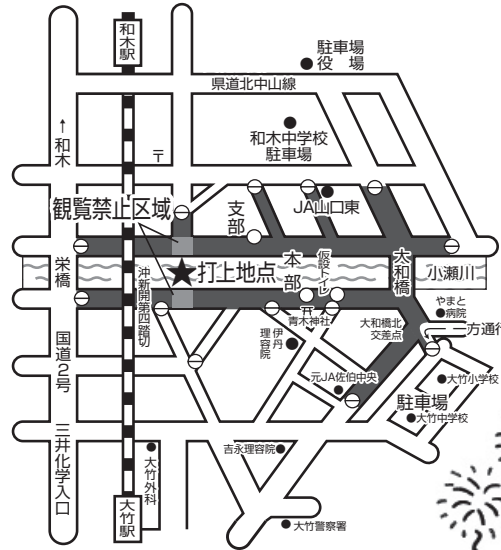 和木駅
駐車場
役　場
県道北中山線
↑和木
〒
和木中学校
駐車場
観覧禁止区域
支部
JA山口東
栄橋
沖新開第四踏切
打上地点
本部
仮設トイレ
大和橋
小瀬川
やまと
病院
青木神社
伊丹
理容院
大和橋北
交差点
一方通行
国道2号
元JA佐伯中央
大竹小学校
駐車場
大竹中学校
三井化学入口
大竹外科
吉永理容院
大竹駅
大竹警察署